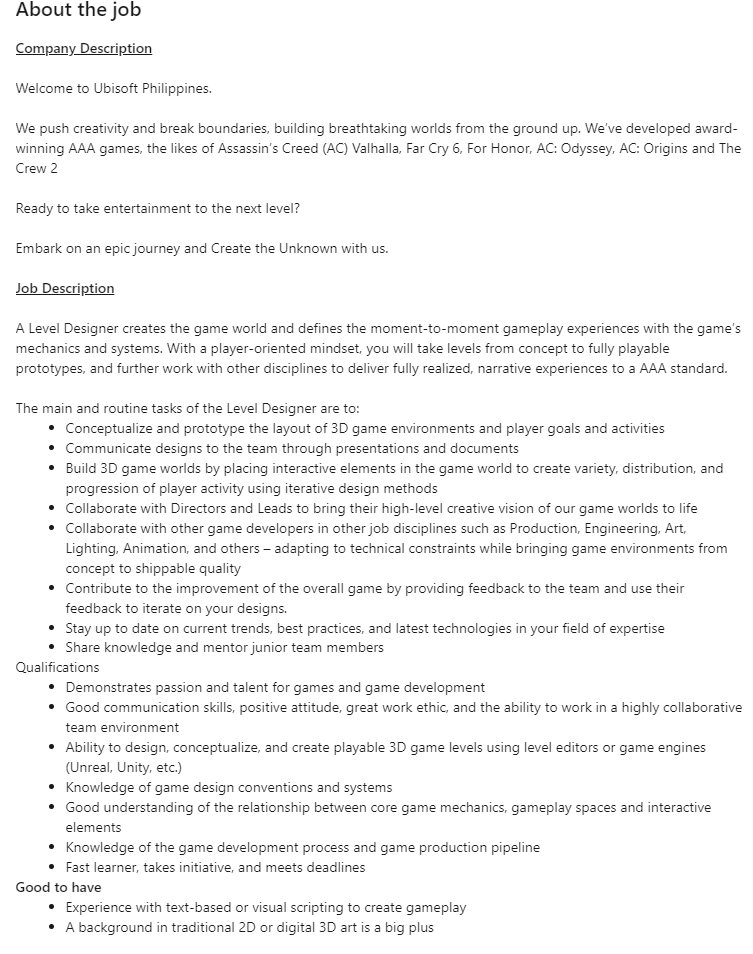 About the job
Company Description
Welcome to Ubisoft Philippines.
We push creativity and break boundaries, building breathtaking worlds from the ground up. We've developed award-
winning AAA games, the likes of Assassin's Creed (AC) Valhalla, Far Cry 6, For Honor, AC: Odyssey, AC: Origins and The
Crew 2
Ready to take entertainment to the next level?
Embark on an epic journey and Create the Unknown with us.
Job Description
A Level Designer creates the game world and defines the moment-to-moment gameplay experiences with the game's
mechanics and systems. With a player-oriented mindset, you will take levels from concept to fully playable
prototypes, and further work with other disciplines to deliver fully realized, narrative experiences to a AAA standard.
The main and routine tasks of the Level Designer are to:
• Conceptualize and prototype the layout of 3D game environments and player goals and activities
• Communicate designs to the team through presentations and documents
• Build 3D game worlds by placing interactive elements in the game world to create variety, distribution, and
progression of player activity using iterative design methods
• Collaborate with Directors and Leads to bring their high-level creative vision of our game worlds to life
• Collaborate with other game developers in other job disciplines such as Production, Engineering, Art,
Lighting, Animation, and others – adapting to technical constraints while bringing game environments from
concept to shippable quality
• Contribute to the improvement of the overall game by providing feedback to the team and use their
feedback to iterate on your designs.
• Stay up to date on current trends, best practices, and latest technologies in your field of expertise
• Share knowledge and mentor junior team members
Qualifications
• Demonstrates passion and talent for games and game development
• Good communication skills, positive attitude, great work ethic, and the ability to work in a highly collaborative
team environment
• Ability to design, conceptualize, and create playable 3D game levels using level editors or game engines
(Unreal, Unity, etc.)
• Knowledge of game design conventions and systems
• Good understanding of the relationship between core game mechanics, gameplay spaces and interactive
elements
• Knowledge of the game development process and game production pipeline
• Fast learner, takes initiative, and meets deadlines
Good to have
• Experience with text-based or visual scripting to create gameplay
• A background in traditional 2D or digital 3D art is a big plus